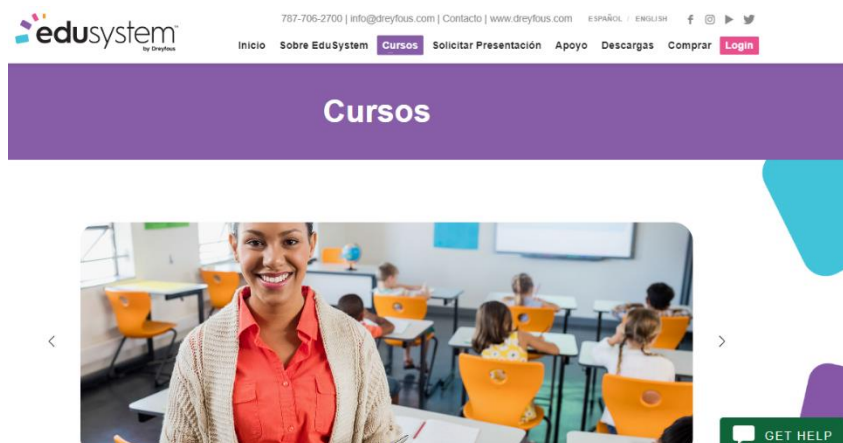 787-706-2700 | info@dreyfous.com | Contacto | www.dreyfous.com ESPAÑOL / ENGLISH
edusystem
by Dreyfous
Inicio Sobre EduSystem Cursos Solicitar Presentación Apoyo Descargas Comprar Login
Cursos
GET HELP